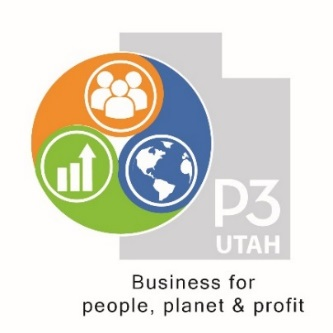 P3
UTAH
Business for
people, planet & profit